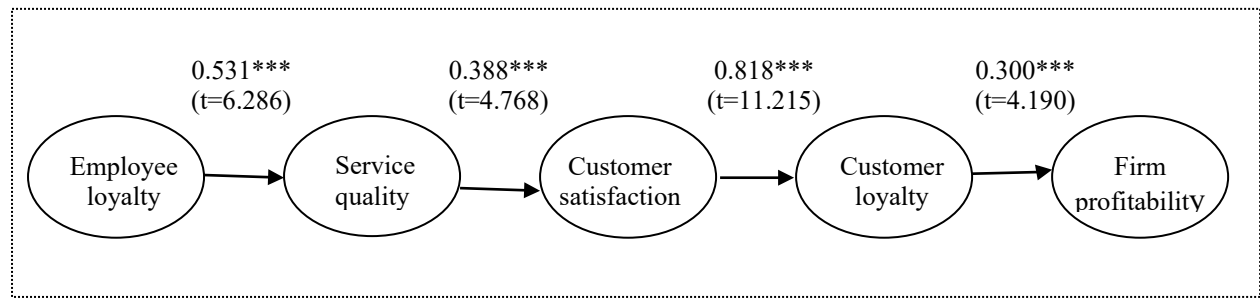 0.531***
(t=6.286)
0.388***
(t=4.768)
0.818***
(t=11.215)
0.300***
(t=4.190)
Employee
loyalty
Service
quality
Customer
satisfaction
Customer
loyalty
Firm
profitability